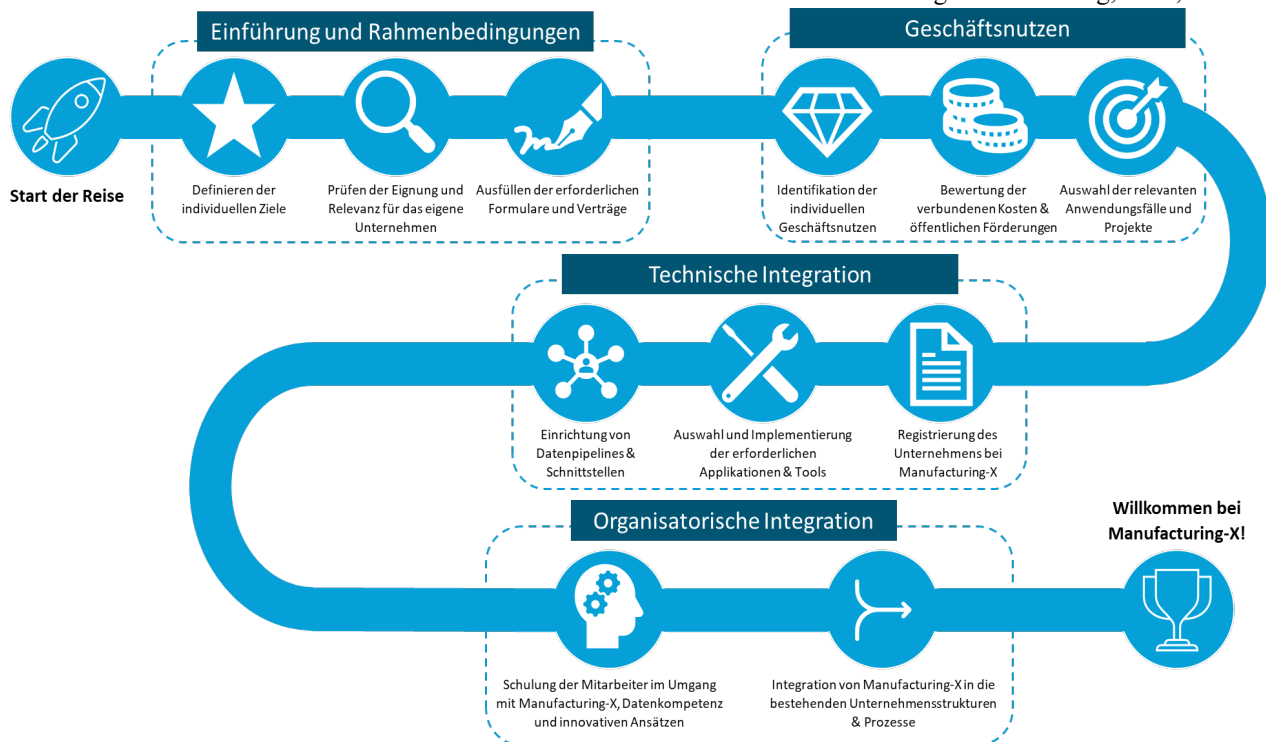 Einführung und Rahmenbedingungen
Geschäftsnutzen
Start der Reise
Definieren der
individuellen Ziele
Prüfen der Eignung und
Relevanz für das eigene
Unternehmen
Ausfüllen der erforderlichen
Formulare und Verträge
Identifikation der
individuellen
Geschäftsnutzen
Bewertung der
verbundenen Kosten &
öffentlichen Förderungen
Auswahl der relevanten
Anwendungsfälle und
Projekte
Technische Integration
Einrichtung von
Datenpipelines &
Schnittstellen
Auswahl und Implementierung
der erforderlichen
Applikationen & Tools
Registrierung des
Unternehmens bei
Manufacturing-X
Organisatorische Integration
Willkommen bei
Manufacturing-X!
Schulung der Mitarbeiter im Umgang
mit Manufacturing-X, Datenkompetenz
und innovativen Ansätzen
Integration von Manufacturing-X in die
bestehenden Unternehmensstrukturen
& Prozesse